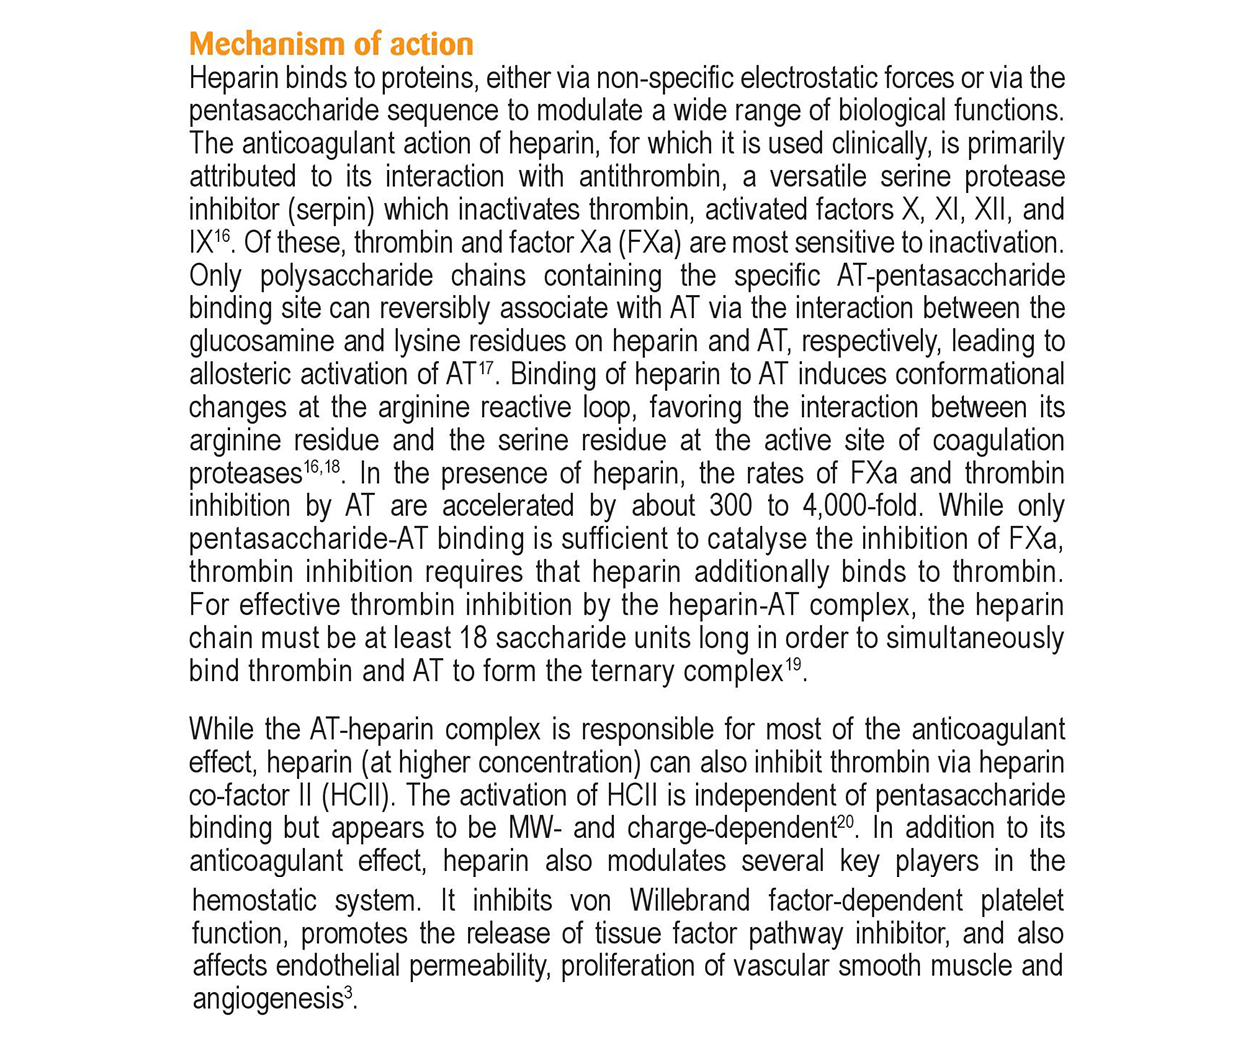 Mechanism of action
Heparin binds to proteins, either via non-specific electrostatic forces or via the
pentasaccharide sequence to modulate a wide range of biological functions.
The anticoagulant action of heparin, for which it is used clinically, is primarily
attributed to its interaction with antithrombin, a versatile serine protease
inhibitor (serpin) which inactivates thrombin, activated factors X, XI, XII, and
IX¹⁶. Of these, thrombin and factor Xa (FXa) are most sensitive to inactivation.
Only polysaccharide chains containing the specific AT-pentasaccharide
binding site can reversibly associate with AT via the interaction between the
glucosamine and lysine residues on heparin and AT, respectively, leading to
allosteric activation of AT¹⁷. Binding of heparin to AT induces conformational
changes at the arginine reactive loop, favoring the interaction between its
arginine residue and the serine residue at the active site of coagulation
proteases¹⁶,¹⁸. In the presence of heparin, the rates of FXa and thrombin
inhibition by AT are accelerated by about 300 to 4,000-fold. While only
pentasaccharide-AT binding is sufficient to catalyse the inhibition of FXa,
thrombin inhibition requires that heparin additionally binds to thrombin.
For effective thrombin inhibition by the heparin-AT complex, the heparin
chain must be at least 18 saccharide units long in order to simultaneously
bind thrombin and AT to form the ternary complex¹⁹.
While the AT-heparin complex is responsible for most of the anticoagulant
effect, heparin (at higher concentration) can also inhibit thrombin via heparin
co-factor II (HCII). The activation of HCII is independent of pentasaccharide
binding but appears to be MW- and charge-dependent²⁰. In addition to its
anticoagulant effect, heparin also modulates several key players in the
hemostatic system. It inhibits von Willebrand factor-dependent platelet
function, promotes the release of tissue factor pathway inhibitor, and also
affects endothelial permeability, proliferation of vascular smooth muscle and
angiogenesis³.